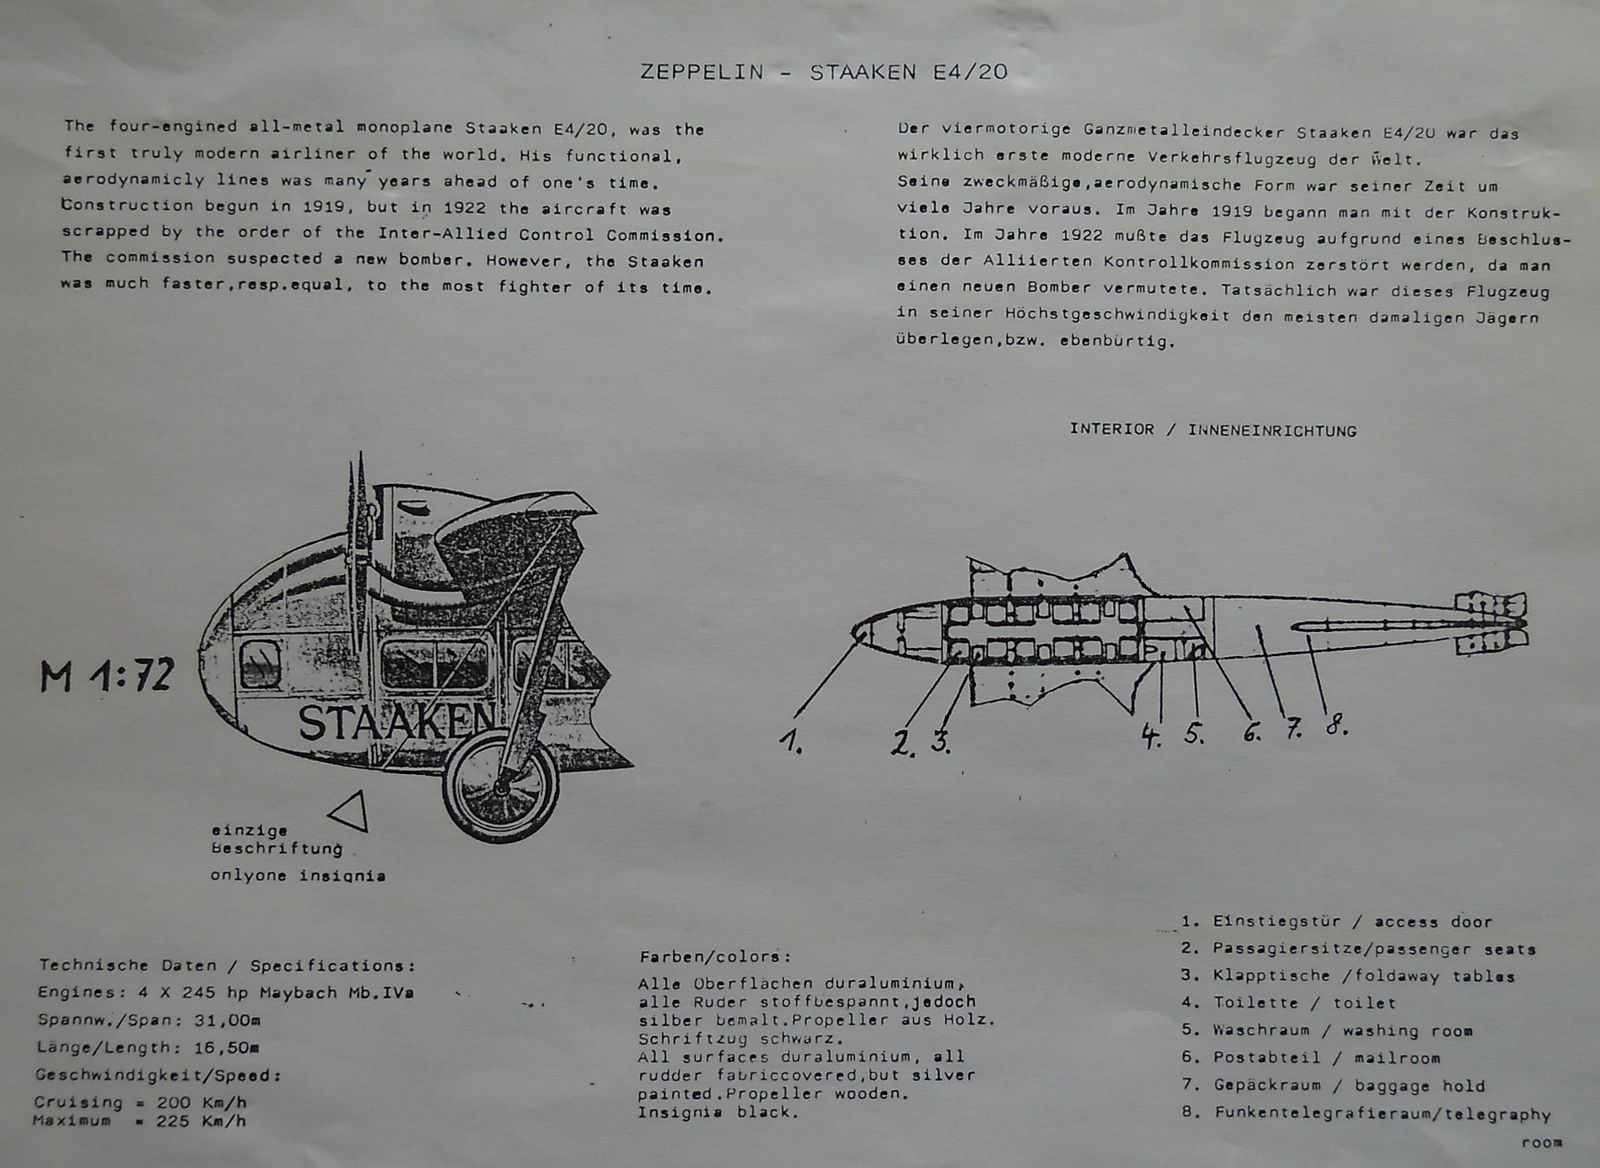 ZEPPELIN - STAAKEN E4/20
The four-engined all-metal monoplane Staaken E4/20, was the
first truly modern airliner of the world. His functional,
aerodynamicly lines was many years ahead of one's time.
Construction begun in 1919, but in 1922 the aircraft was
scrapped by the order of the Inter-Allied Control Commission.
The commission suspected a new bomber. However, the Staaken
was much faster,resp.equal, to the most fighter of its time.
Der viermotorige Ganzmetalleindecker Staaken E4/20 war das
wirklich erste moderne Verkehrsflugzeug der Welt.
Seine zweckmäßige,aerodynamische Form war seiner Zeit um
viele Jahre voraus. Im Jahre 1919 begann man mit der Konstruk-
tion. Im Jahre 1922 mußte das Flugzeug aufgrund eines Beschlus-
ses der Alliierten Kontrollkommission zerstört werden, da man
einen neuen Bomber vermutete. Tatsächlich war dieses Flugzeug
in seiner Höchstgeschwindigkeit den meisten damaligen Jägern
überlegen,bzw. ebenbürtig.
INTERIOR / INNENEINRICHTUNG
M 1:72
STAAKEN
1. 2. 3. 4. 5. 6. 7. 8.
einzige
Beschriftung
onlyone insignia
Technische Daten / Specifications:
Engines: 4 X 245 hp Maybach Mb.IVa
Spannw./Span: 31,00m
Länge/Length: 16,50m
Geschwindigkeit/Speed:
Cruising = 200 Km/h
Maximum = 225 Km/h
Farben/colors:
Alle Oberflächen duraluminium,
alle Ruder stoffbespannt,jedoch
silber bemalt.Propeller aus Holz.
Schriftzug schwarz.
All surfaces duraluminium, all
rudder fabriccovered,but silver
painted.Propeller wooden.
Insignia black.
1. Einstiegstür / access door
2. Passagiersitze/passenger seats
3. Klapptische /foldaway tables
4. Toilette / toilet
5. Waschraum / washing room
6. Postabteil / mailroom
7. Gepäckraum / baggage hold
8. Funkentelegrafieraum/telegraphy
room